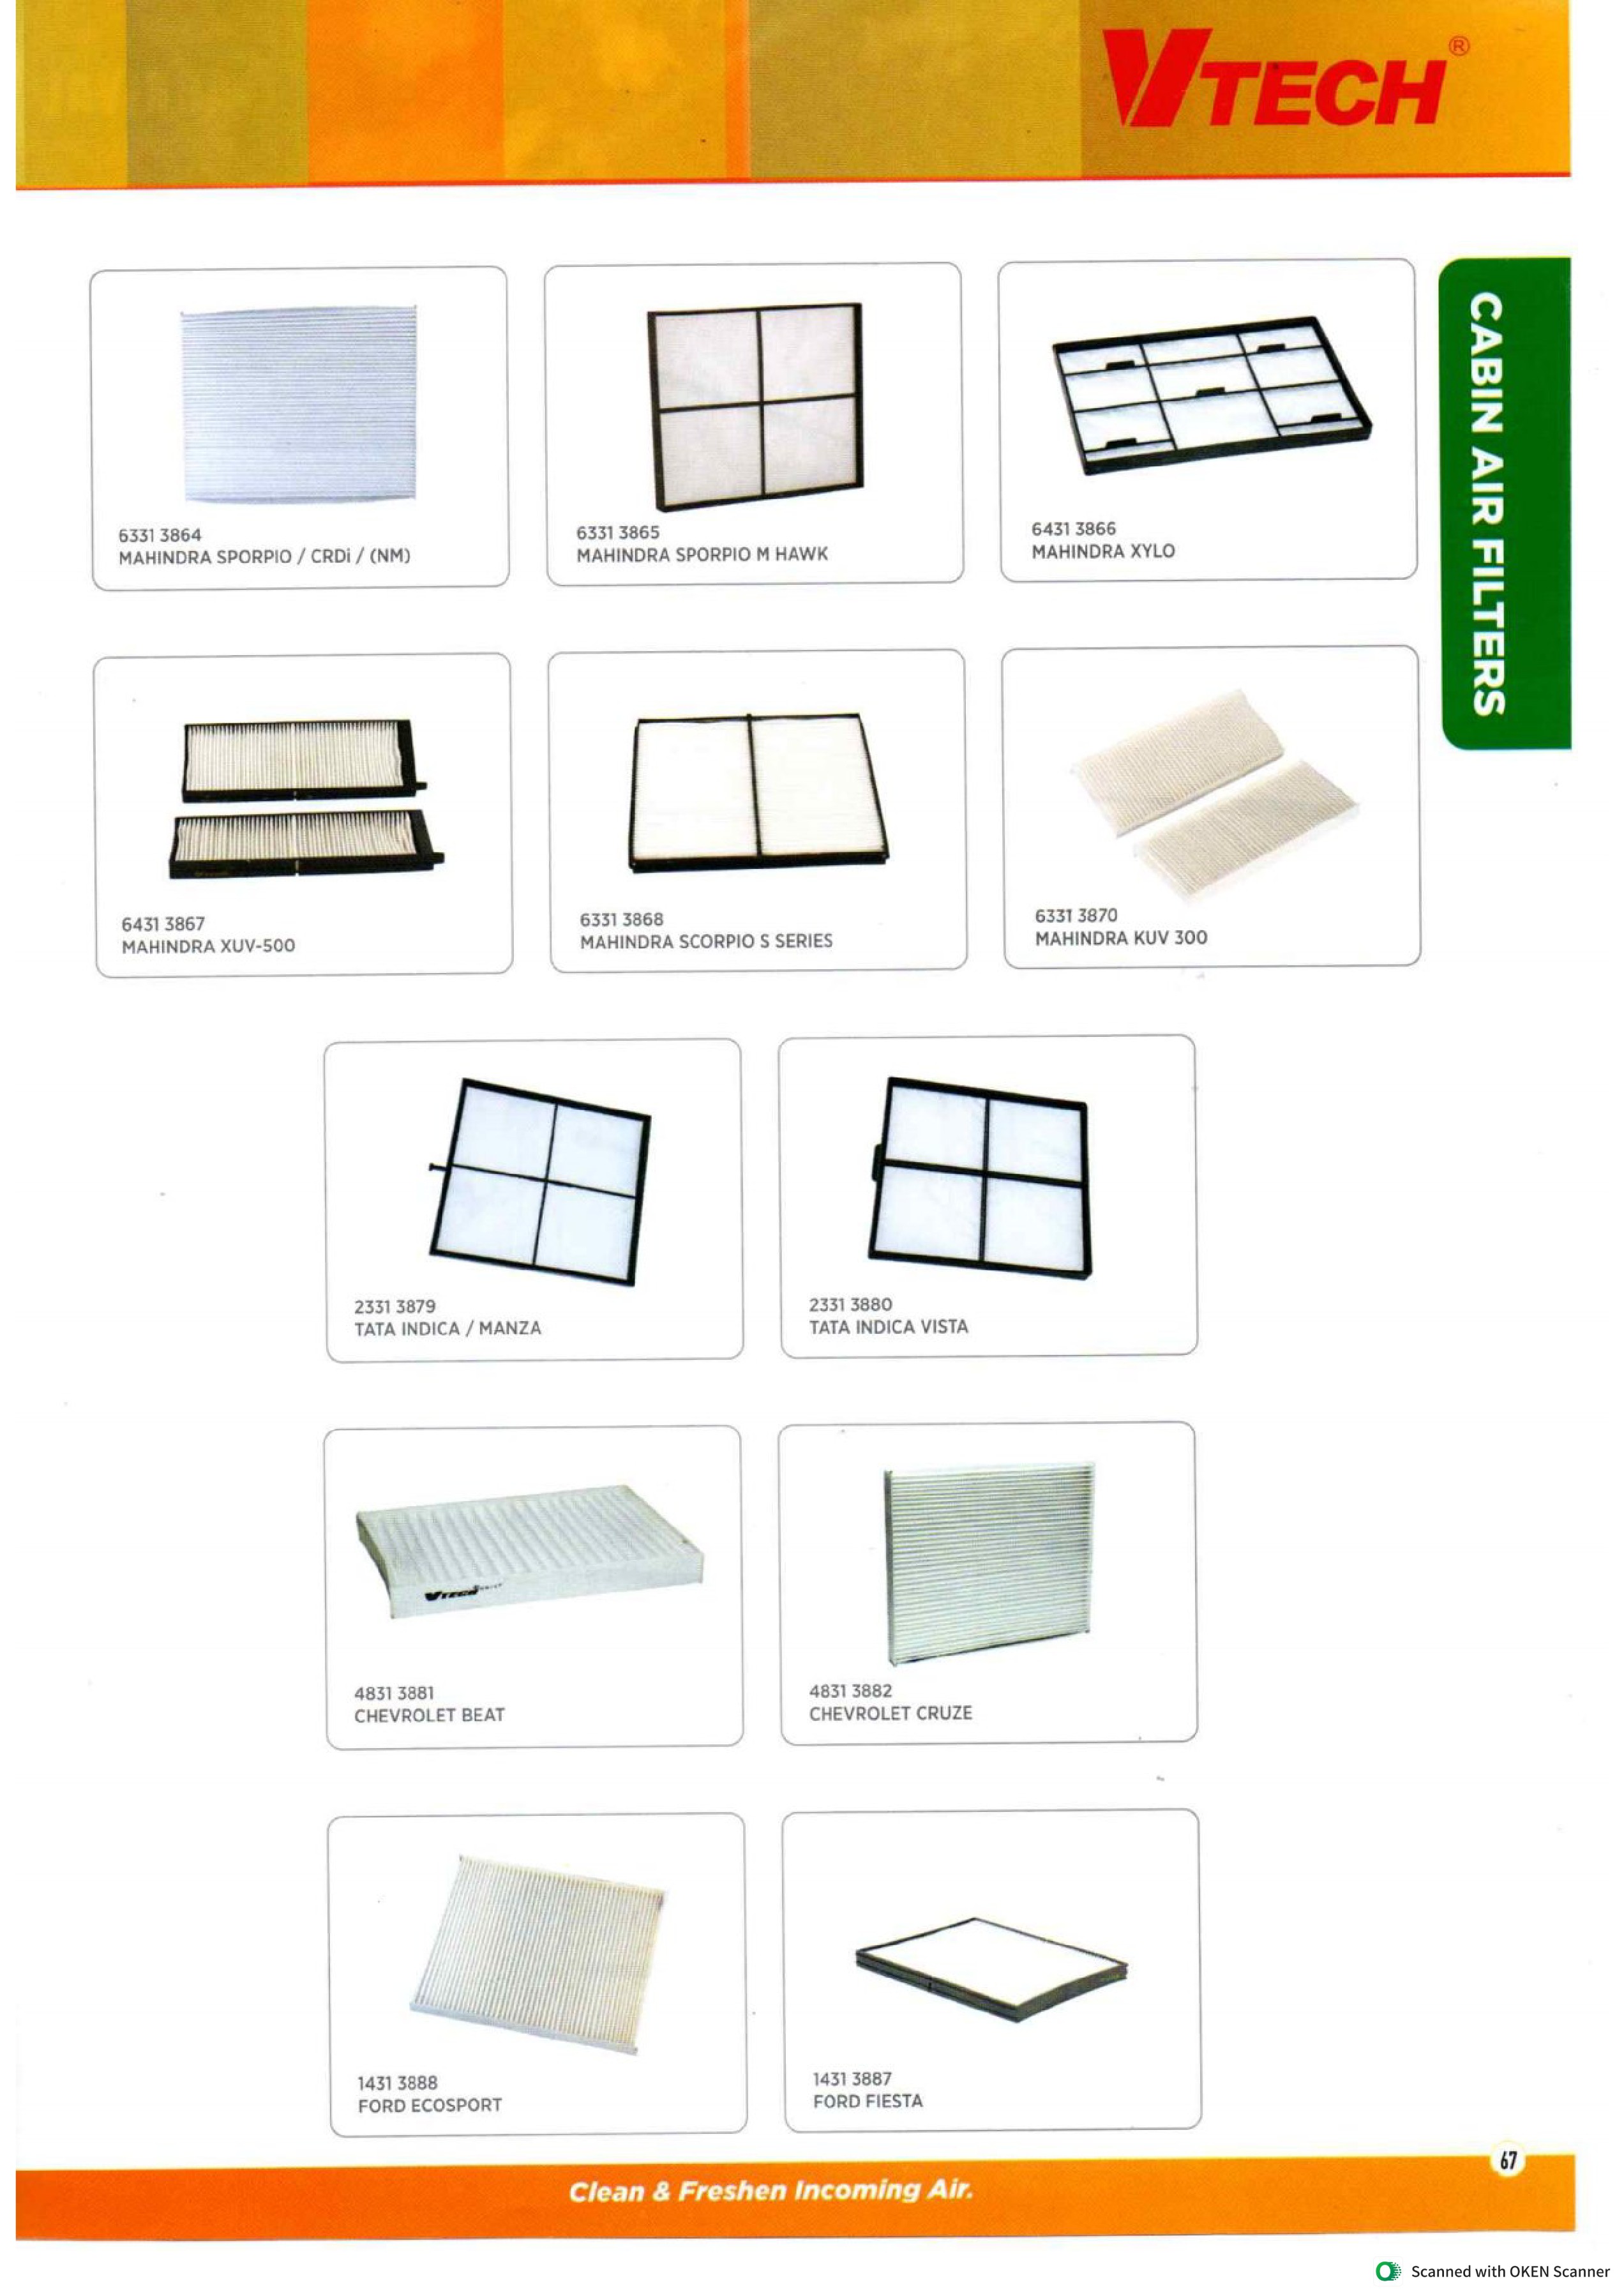 VTECH®
CABIN AIR FILTERS
6331 3864
MAHINDRA SPORPIO / CRDi / (NM)
6331 3865
MAHINDRA SPORPIO M HAWK
6431 3866
MAHINDRA XYLO
6431 3867
MAHINDRA XUV-500
6331 3868
MAHINDRA SCORPIO S SERIES
6331 3870
MAHINDRA KUV 300
2331 3879
TATA INDICA / MANZA
2331 3880
TATA INDICA VISTA
VTECH
4831 3881
CHEVROLET BEAT
4831 3882
CHEVROLET CRUZE
1431 3888
FORD ECOSPORT
1431 3887
FORD FIESTA
67
Clean & Freshen Incoming Air.
Scanned with OKEN Scanner